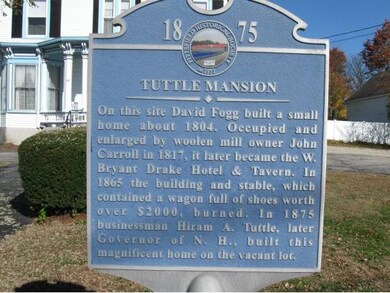 18 75
TUTTLE MANSION
On this site David Fogg built a small
home about 1804. Occupied and
enlarged by woolen mill owner John
Carroll in 1817, it later became the W.
Bryant Drake Hotel & Tavern. In
1865 the building and stable, which
contained a wagon full of shoes worth
over $2000, burned. In 1875
businessman Hiram A. Tuttle, later
Governor of N. H., built this
magnificent home on the vacant lot.